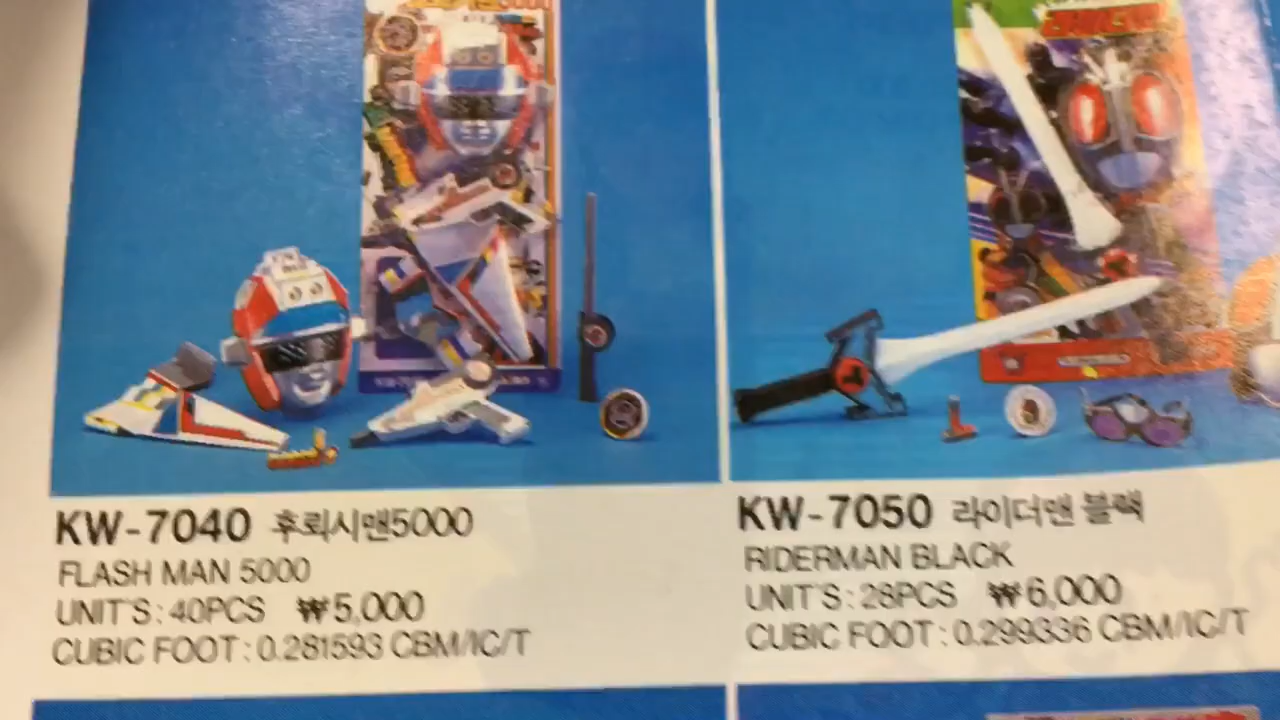 KW-7040 후뢰시맨5000
FLASH MAN 5000
UNIT'S : 40PCS ₩5,000
CUBIC FOOT : 0.281593 CBM/IC/T
KW-7050 라이더맨 블랙
RIDERMAN BLACK
UNIT'S : 28PCS ₩6,000
CUBIC FOOT : 0.299336 CBM/IC/T